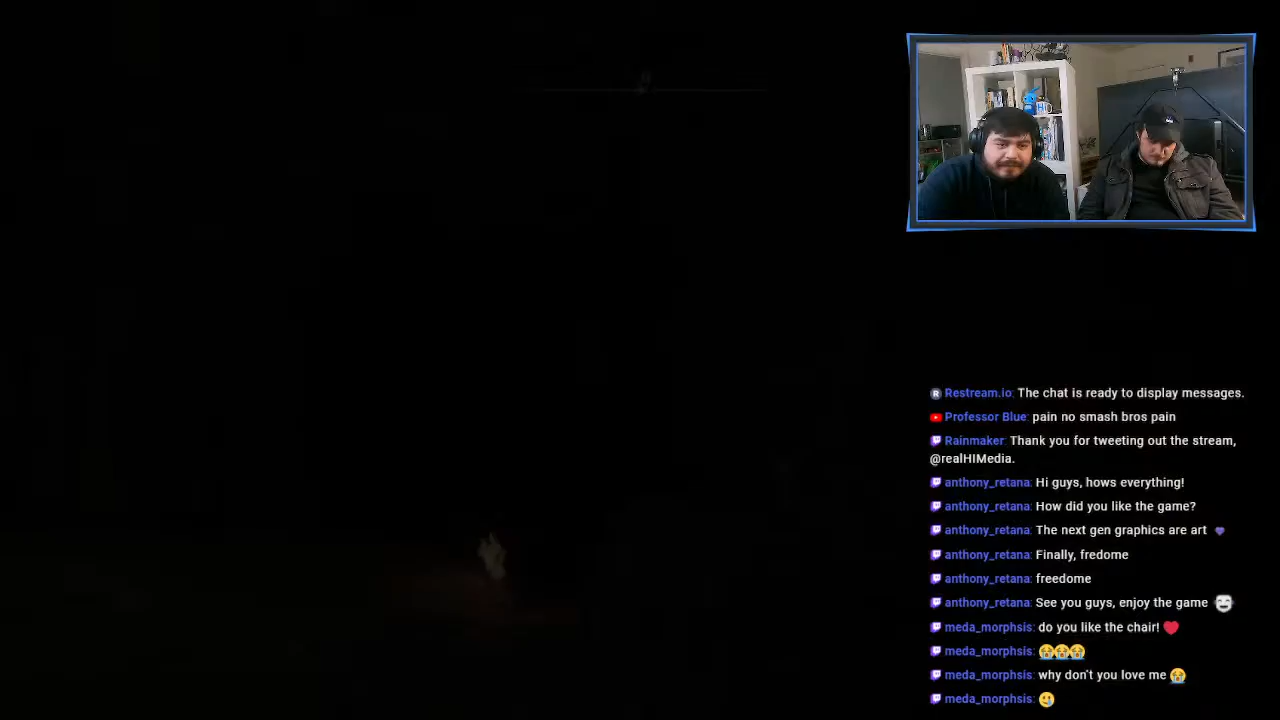 Restream.io: The chat is ready to display messages.
Professor Blue: pain no smash bros pain
Rainmaker: Thank you for tweeting out the stream,
@realHIMedia.
anthony_retana: Hi guys, hows everything!
anthony_retana: How did you like the game?
anthony_retana: The next gen graphics are art 💜
anthony_retana: Finally, fredome
anthony_retana: freedome
anthony_retana: See you guys, enjoy the game
meda_morphsis: do you like the chair! ❤️
meda_morphsis: 😭😭😭
meda_morphsis: why don't you love me 😭
meda_morphsis: 🥲